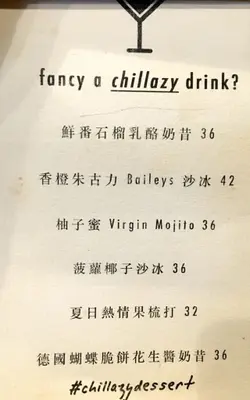 fancy a chillazy drink?
鮮番石榴乳酪奶昔 36
香橙朱古力 Baileys 沙冰 42
柚子蜜 Virgin Mojito 36
菠蘿椰子沙冰 36
夏日熱情果梳打 32
德國蝴蝶脆餅花生醬奶昔 36
#chillazydessert